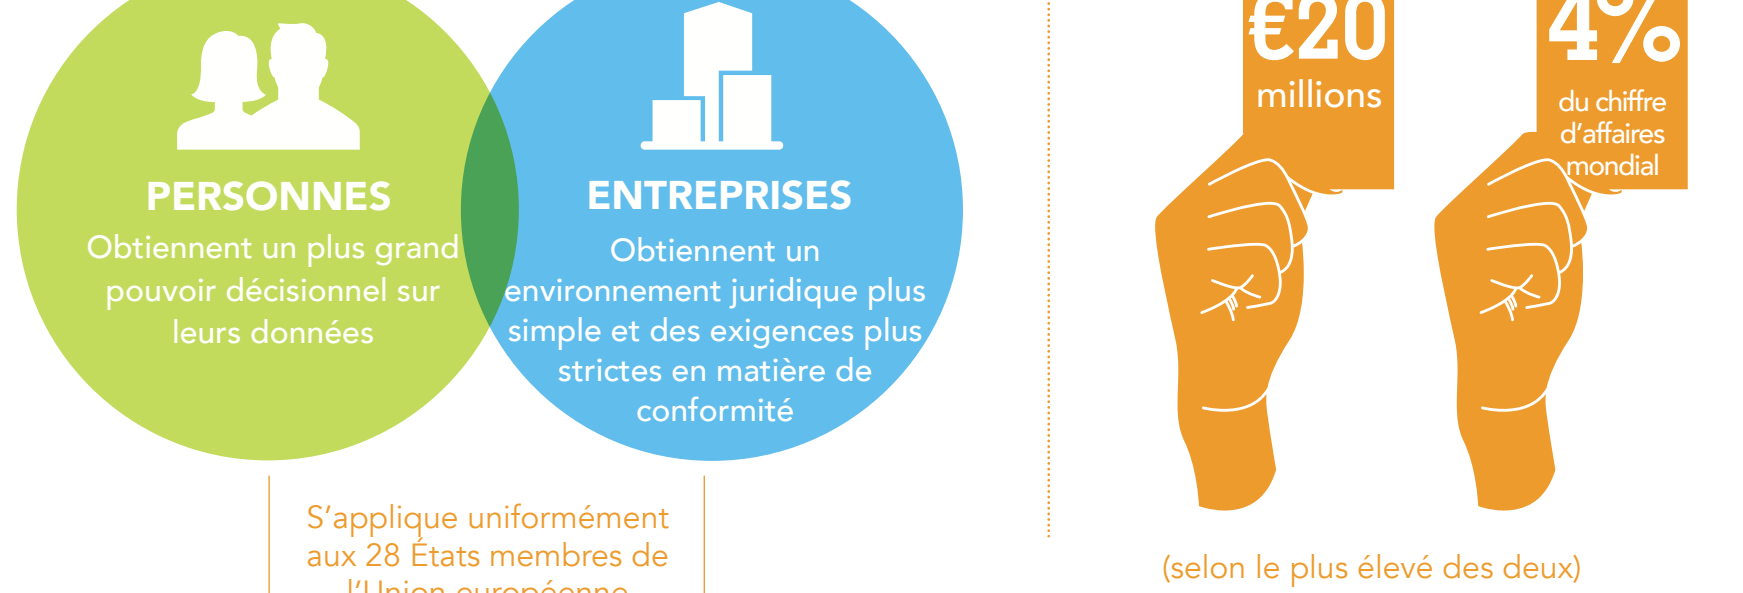 PERSONNES
Obtiennent un plus grand
pouvoir décisionnel sur
leurs données
ENTREPRISES
Obtiennent un
environnement juridique plus
simple et des exigences plus
strictes en matière de
conformité
S’applique uniformément
aux 28 États membres de
l’Union européenne
€20
millions
4%
du chiffre
d’affaires
mondial
(selon le plus élevé des deux)